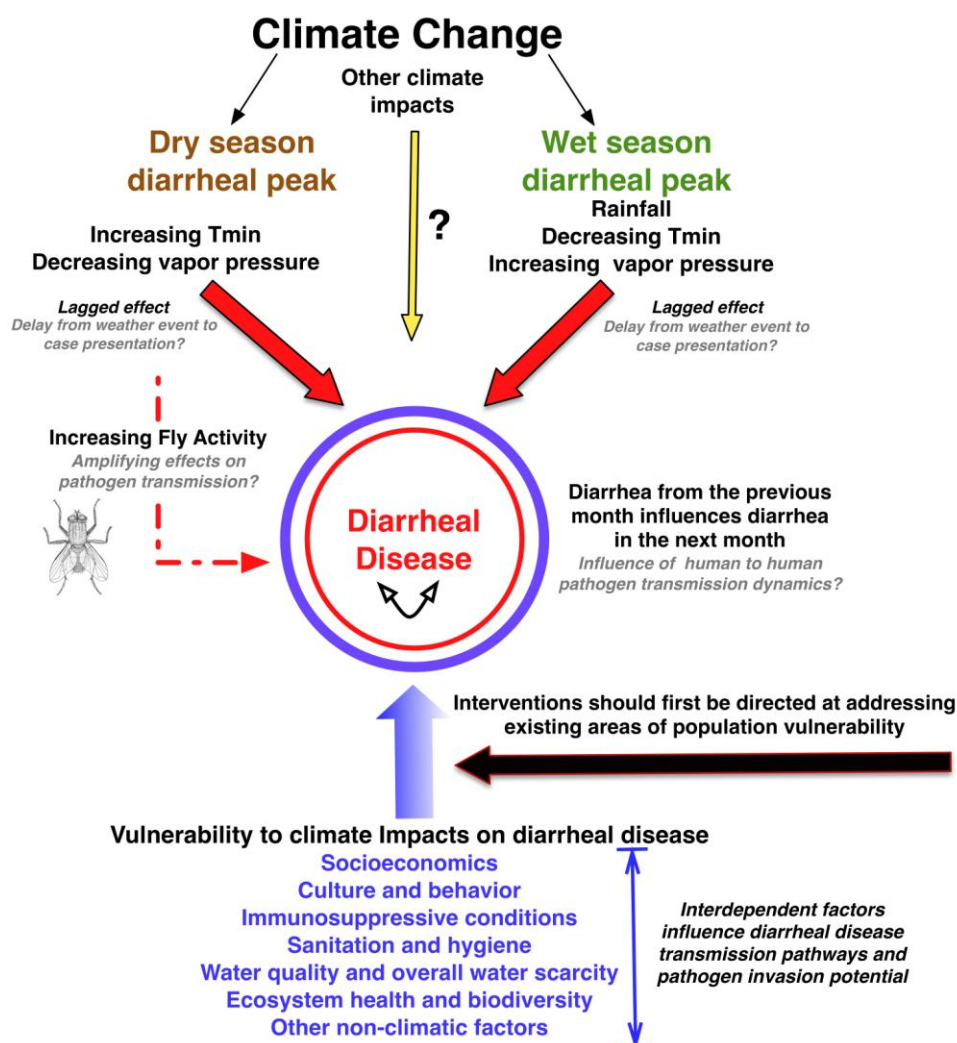 Climate Change
Other climate
impacts
Dry season
diarrheal peak
Wet season
diarrheal peak
?
Increasing Tmin
Decreasing vapor pressure
Rainfall
Decreasing Tmin
Increasing vapor pressure
Lagged effect
Delay from weather event to
case presentation?
Lagged effect
Delay from weather event to
case presentation?
Increasing Fly Activity
Amplifying effects on
pathogen transmission?
Diarrheal
Disease
Diarrhea from the previous
month influences diarrhea
in the next month
Influence of human to human
pathogen transmission dynamics?
Interventions should first be directed at addressing
existing areas of population vulnerability
Vulnerability to climate Impacts on diarrheal disease
Socioeconomics
Culture and behavior
Immunosuppressive conditions
Sanitation and hygiene
Water quality and overall water scarcity
Ecosystem health and biodiversity
Other non-climatic factors
Interdependent factors
influence diarrheal disease
transmission pathways and
pathogen invasion potential